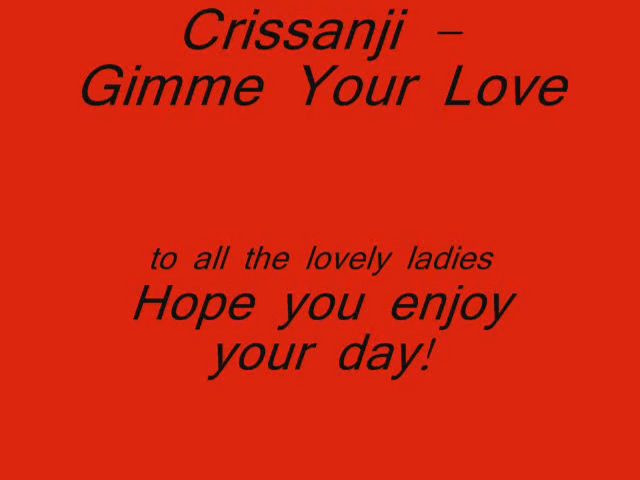 Crissanji -
Gimme Your Love
to all the lovely ladies
Hope you enjoy
your day!